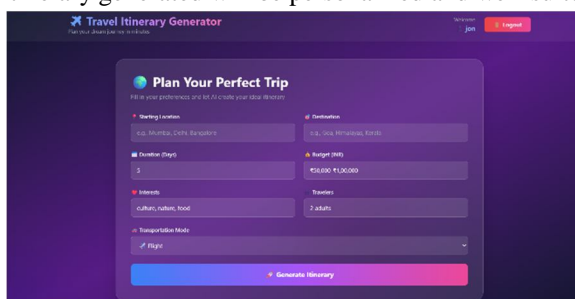 Travel Itinerary Generator
Plan your dream journey in minutes
Welcome
jon
Logout
Plan Your Perfect Trip
Fill in your preferences and let AI create your ideal itinerary
Starting Location
Destination
e.g., Mumbai, Delhi, Bangalore
e.g., Goa, Himalayas, Kerala
Duration (Days)
Budget (INR)
5
₹50,000 ₹1,00,000
Interests
Travelers
culture, nature, food
2 adults
Transportation Mode
Flight
Generate Itinerary